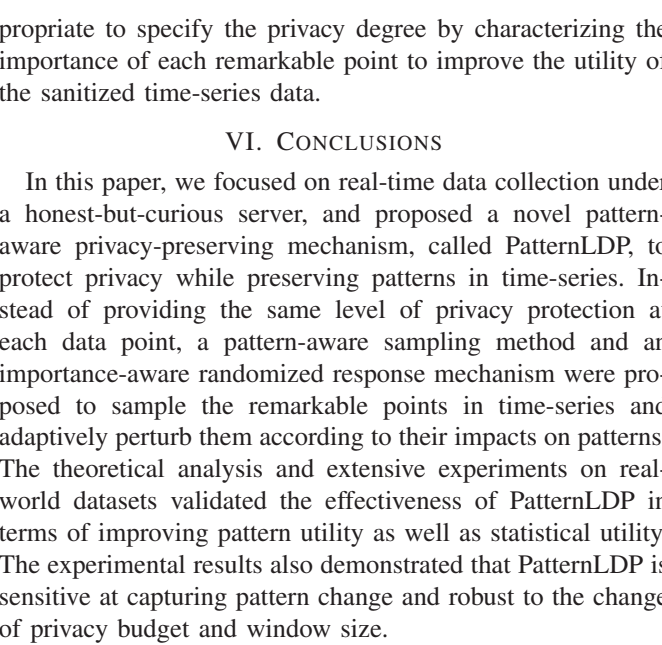 propriate to specify the privacy degree by characterizing the
importance of each remarkable point to improve the utility of
the sanitized time-series data.
VI. CONCLUSIONS
In this paper, we focused on real-time data collection under
a honest-but-curious server, and proposed a novel pattern-
aware privacy-preserving mechanism, called PatternLDP, to
protect privacy while preserving patterns in time-series. In-
stead of providing the same level of privacy protection at
each data point, a pattern-aware sampling method and an
importance-aware randomized response mechanism were pro-
posed to sample the remarkable points in time-series and
adaptively perturb them according to their impacts on patterns
The theoretical analysis and extensive experiments on real-
world datasets validated the effectiveness of PatternLDP in
terms of improving pattern utility as well as statistical utility
The experimental results also demonstrated that PatternLDP is
sensitive at capturing pattern change and robust to the change
of privacy budget and window size.